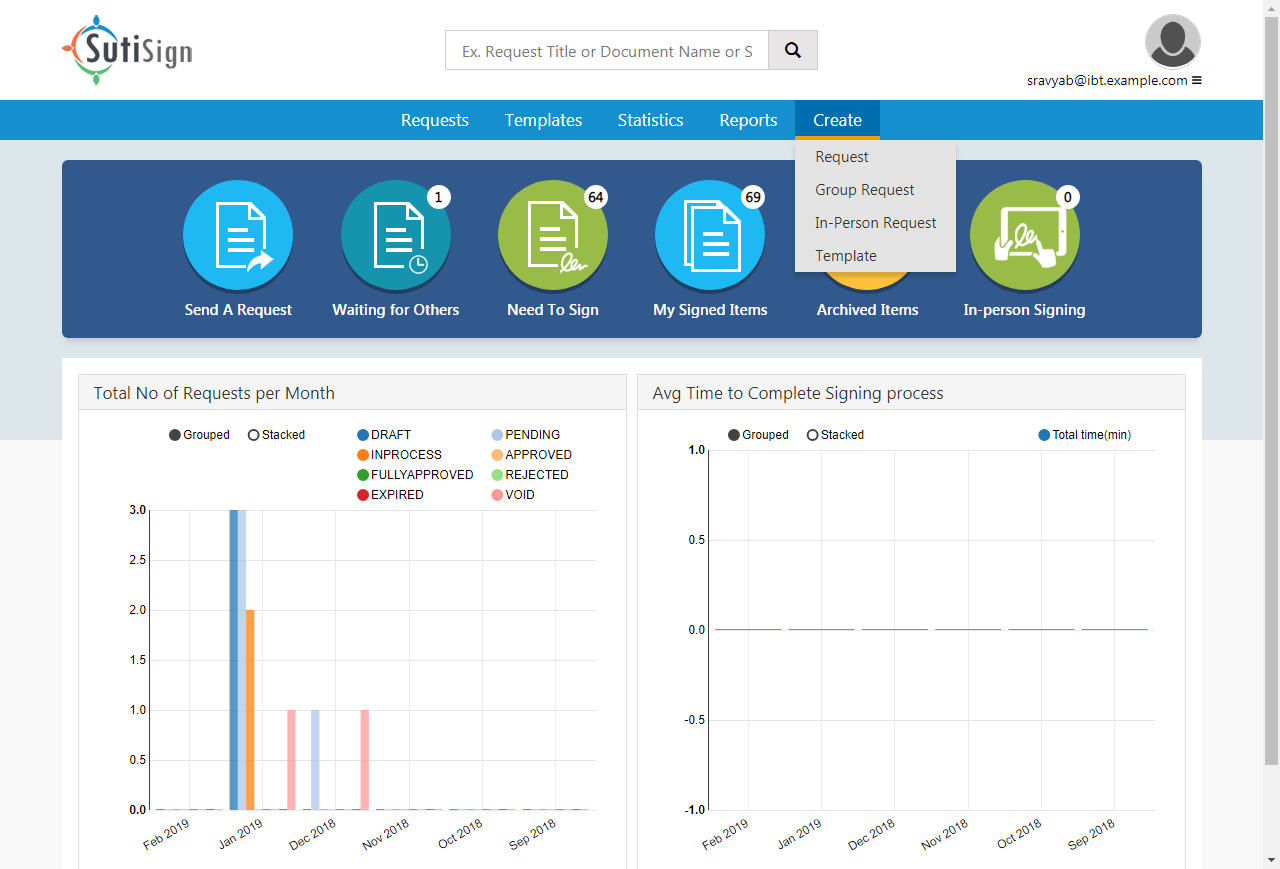 SutiSign
Ex. Request Title or Document Name or S
sravyab@ibt.example.com
Requests Templates Statistics Reports Create
Request
Group Request
In-Person Request
Template
1 64 69 0
Send A Request Waiting for Others Need To Sign My Signed Items Archived Items In-person Signing
Total No of Requests per Month
Grouped Stacked DRAFT PENDING
INPROCESS APPROVED
FULLYAPPROVED REJECTED
EXPIRED VOID
3.0
2.5
2.0
1.5
1.0
0.5
0.0
Feb 2019 Jan 2019 Dec 2018 Nov 2018 Oct 2018 Sep 2018
Avg Time to Complete Signing process
Grouped Stacked Total time(min)
1.0
0.5
0.0
-0.5
-1.0
Feb 2019 Jan 2019 Dec 2018 Nov 2018 Oct 2018 Sep 2018